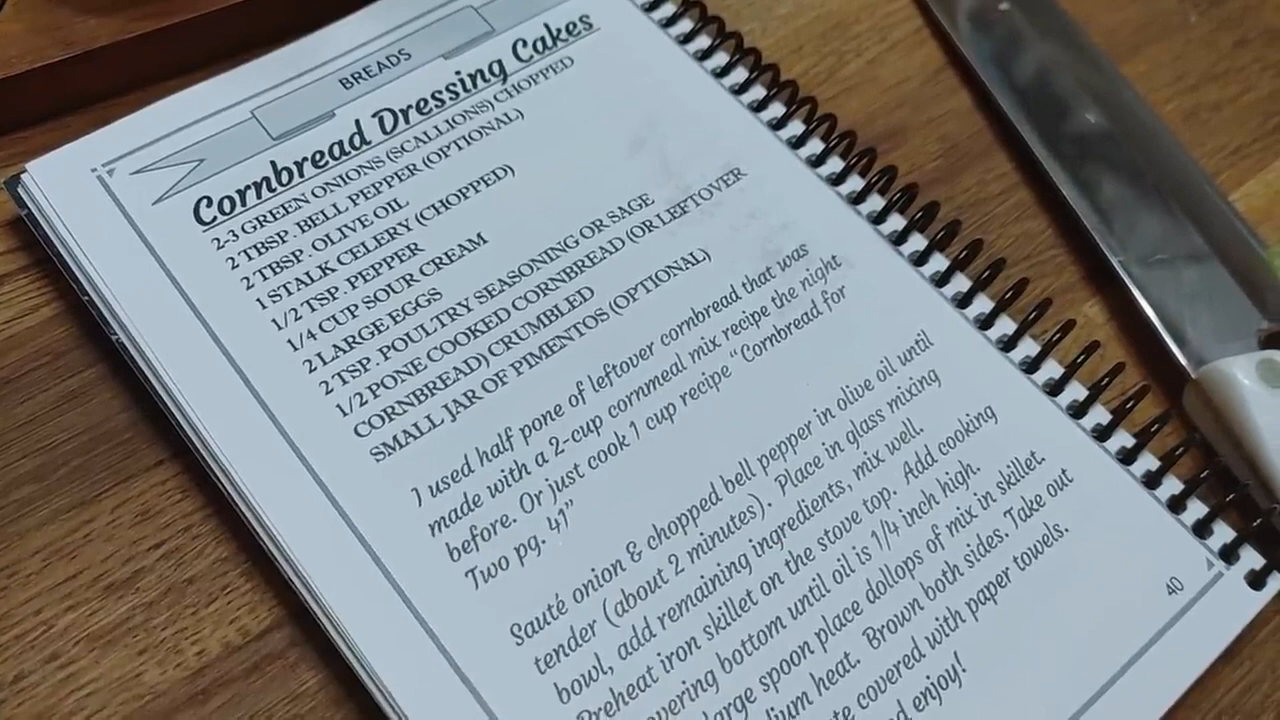 BREADS
Cornbread Dressing Cakes
2-3 GREEN ONIONS (SCALLIONS) CHOPPED
2 TBSP. BELL PEPPER (OPTIONAL)
2 TBSP. OLIVE OIL
1 STALK CELERY (CHOPPED)
1/2 TSP. PEPPER
1/4 CUP SOUR CREAM
2 LARGE EGGS
2 TSP. POULTRY SEASONING OR SAGE
1/2 PONE COOKED CORNBREAD (OR LEFTOVER
CORNBREAD) CRUMBLED
SMALL JAR OF PIMENTOS (OPTIONAL)
I used half pone of leftover cornbread that was
made with a 2-cup cornmeal mix recipe the night
before. Or just cook 1 cup recipe "Cornbread for
Two pg. 41"
Sauté onion & chopped bell pepper in olive oil until
tender (about 2 minutes). Place in glass mixing
bowl, add remaining ingredients, mix well.
Preheat iron skillet on the stove top. Add cooking
bottom until oil is 1/4 inch high.
spoon place dollops of mix in skillet.
heat. Brown both sides. Take out
covered with paper towels.
enjoy!
40